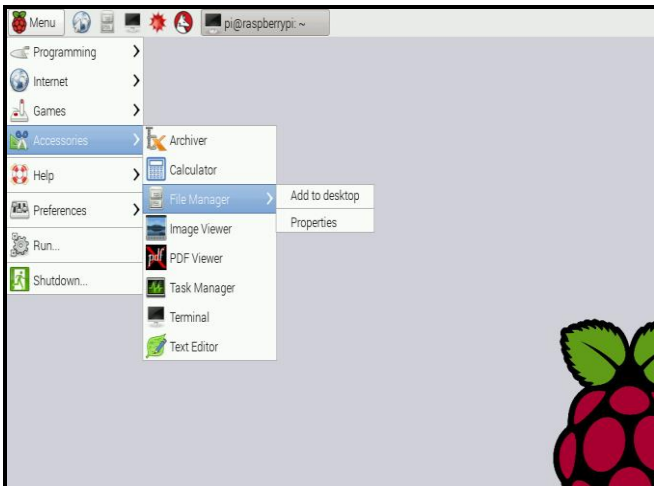 Menu
pi@raspberrypi: ~
Programming
Internet
Games
Accessories
Help
Preferences
Run...
Shutdown...
Archiver
Calculator
File Manager
Image Viewer
pdf PDF Viewer
Task Manager
Terminal
Text Editor
Add to desktop
Properties